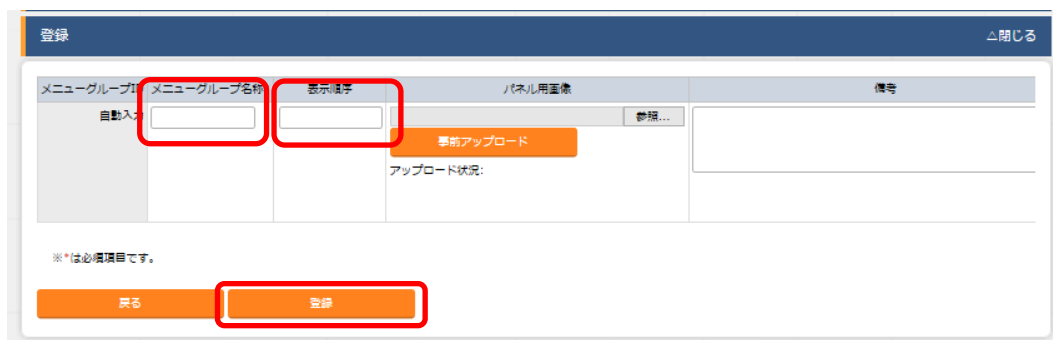 登録 △閉じる
メニューグループID メニューグループ名称 表示順序 パネル用画像 備考
自動入力 参照...
事前アップロード
アップロード状況:
※*は必須項目です。
戻る 登録